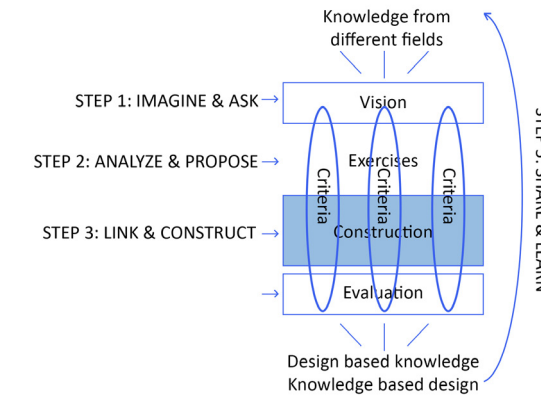 Knowledge from
different fields
STEP 1: IMAGINE & ASK
Vision
STEP 2: ANALYZE & PROPOSE
Exercises
Criteria
Criteria
Criteria
STEP 3: LINK & CONSTRUCT
Construction
Evaluation
Design based knowledge
Knowledge based design